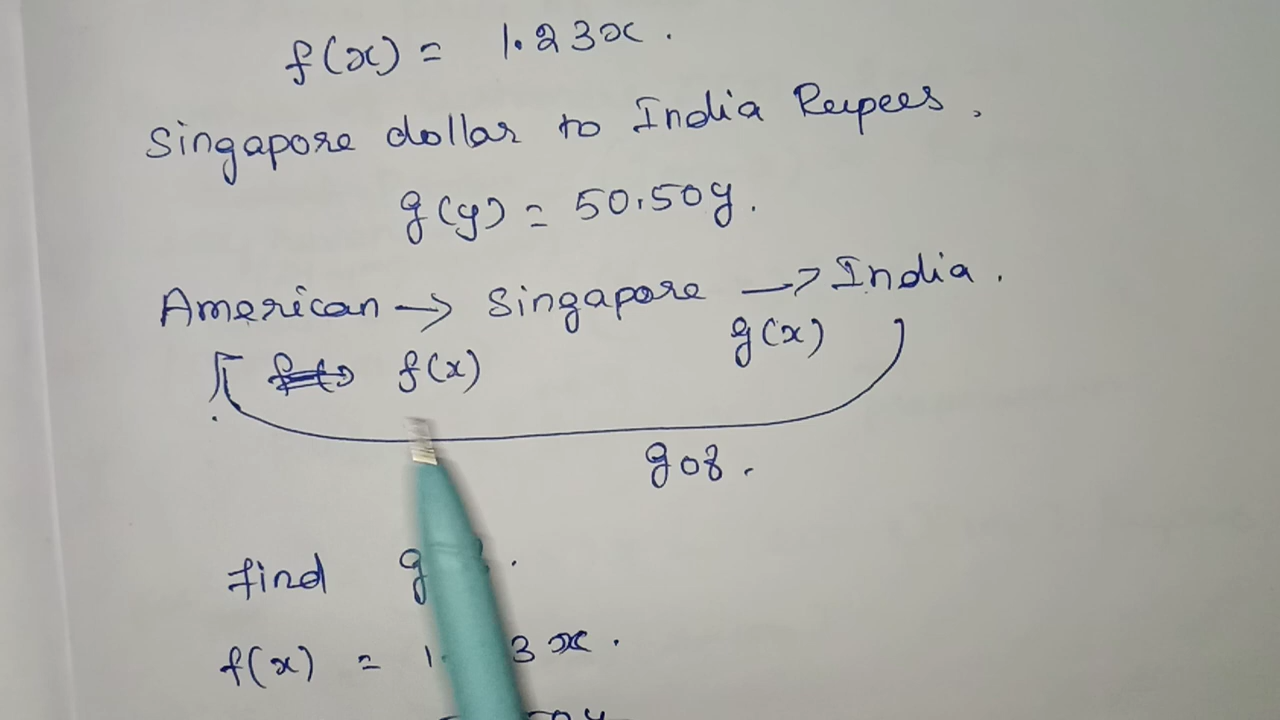 f(x) = 1.23x.
Singapore dollar to India Rupees,
g(y) = 50.50y.
American → Singapore → India.
f(x) g(x)
gof.
find g
f(x) = 1. 3x.